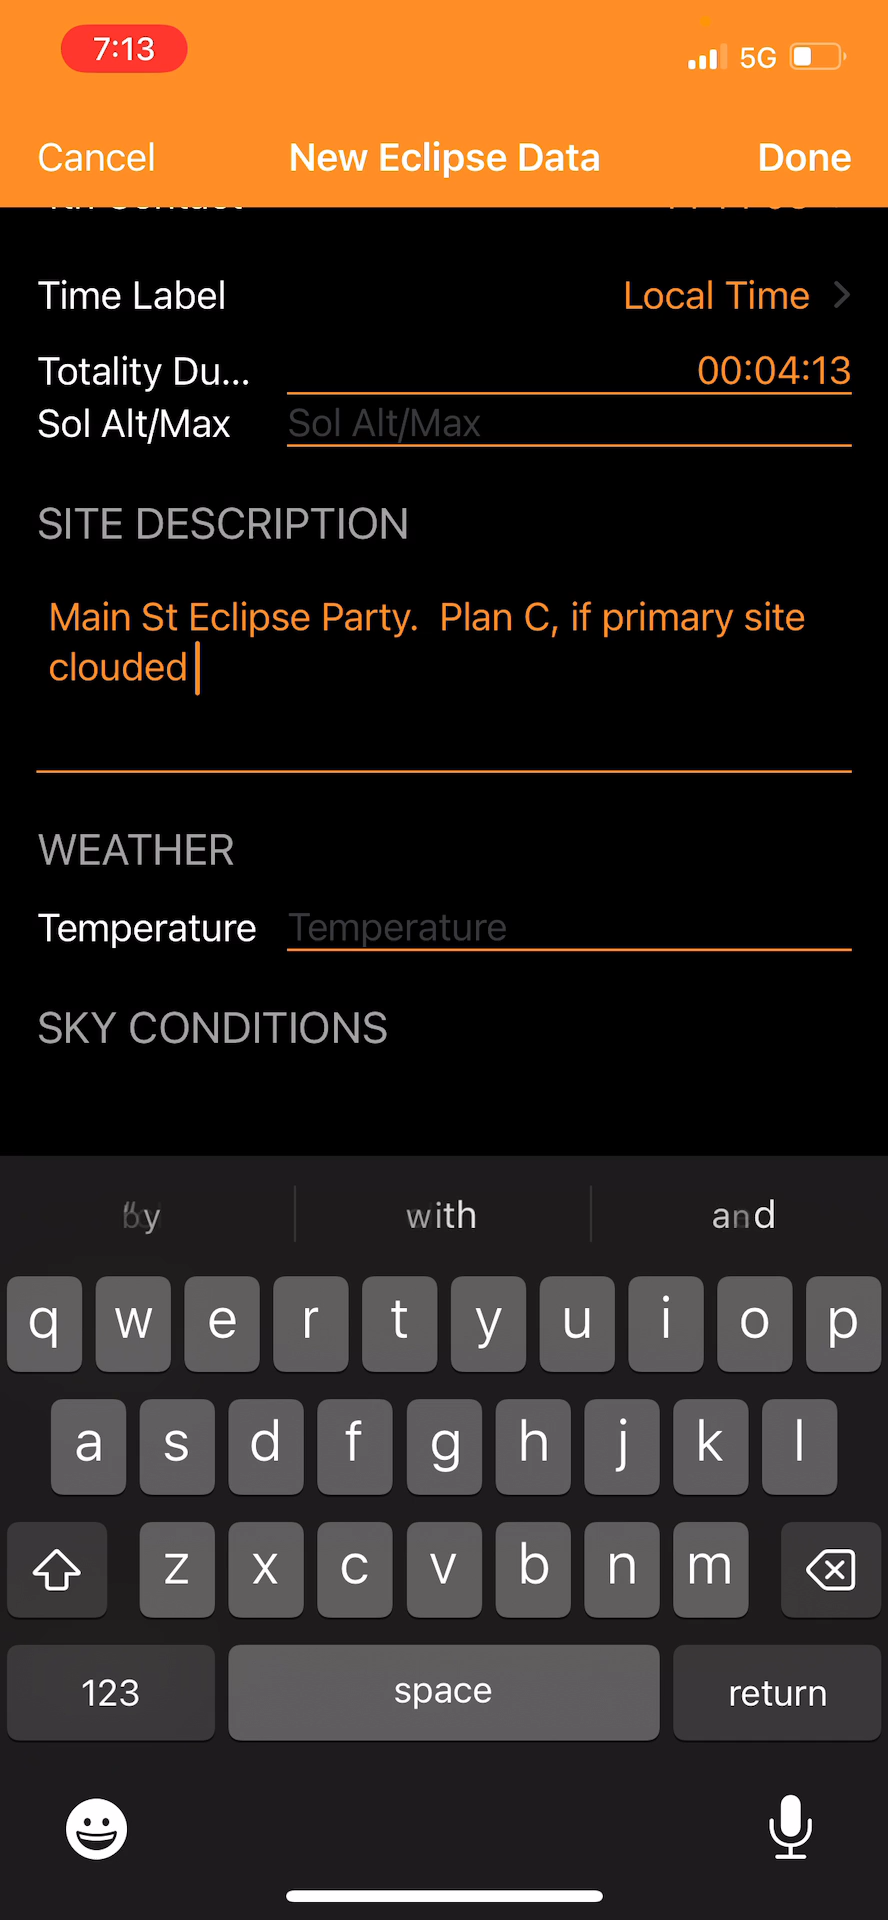 7:13
5G
Cancel New Eclipse Data Done
Time Label Local Time
Totality Du... 00:04:13
Sol Alt/Max Sol Alt/Max
SITE DESCRIPTION
Main St Eclipse Party. Plan C, if primary site
clouded
WEATHER
Temperature Temperature
SKY CONDITIONS
by with and
q w e r t y u i o p
a s d f g h j k l
z x c v b n m
123 space return